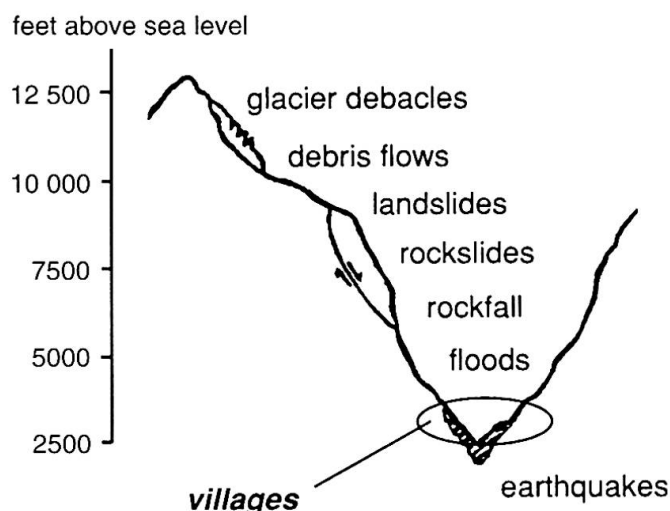 feet above sea level
12 500
glacier debacles
debris flows
10 000
landslides
7500
rockslides
rockfall
5000
floods
2500
earthquakes
villages